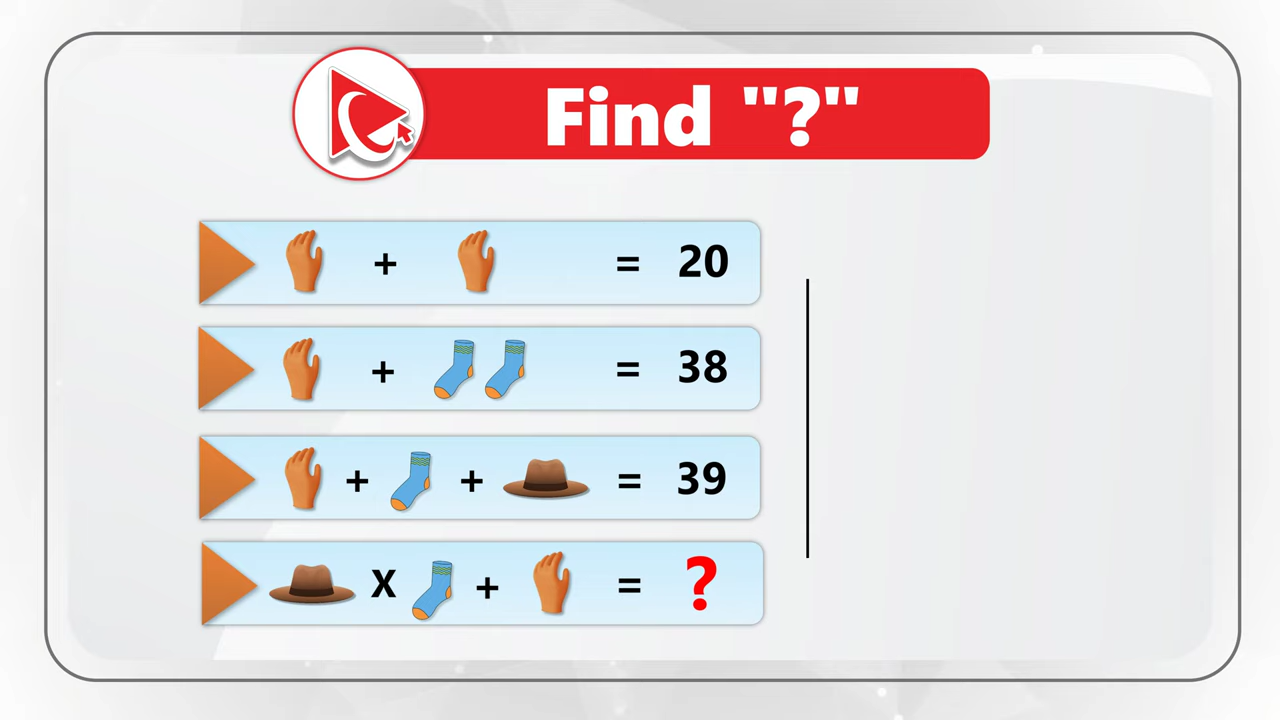 Find "?"
+ = 20
+ = 38
+ + = 39
X + = ?